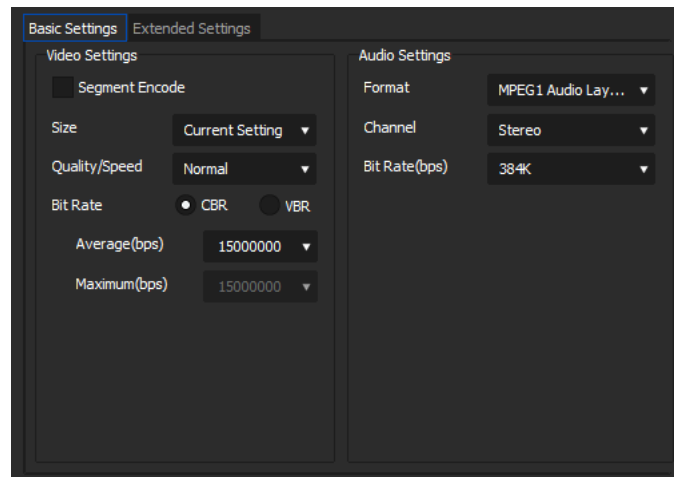 Basic Settings Extended Settings
Video Settings
Segment Encode
Size Current Setting
Quality/Speed Normal
Bit Rate CBR VBR
Average(bps) 15000000
Maximum(bps) 15000000
Audio Settings
Format MPEG1 Audio Lay...
Channel Stereo
Bit Rate(bps) 384K